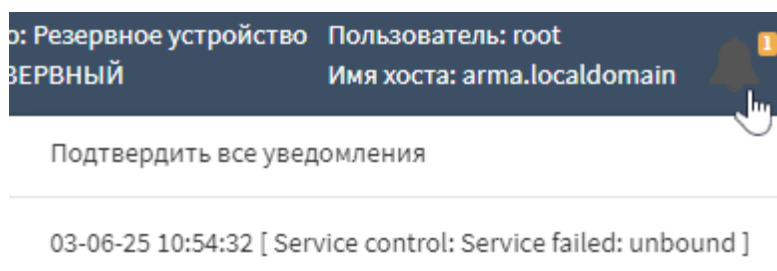 о: Резервное устройство Пользователь: root
ЗЕРВНЫЙ Имя хоста: arma.localdomain
1
Подтвердить все уведомления
03-06-25 10:54:32 [ Service control: Service failed: unbound ]